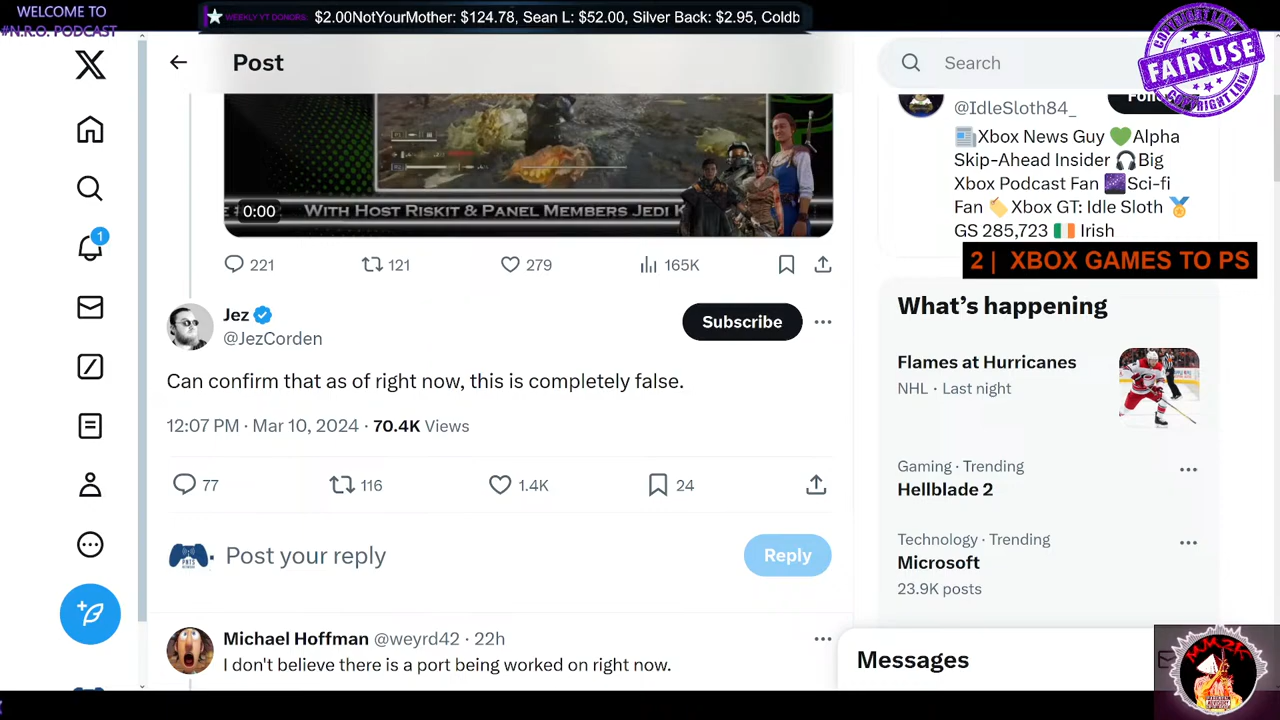 WELCOME TO
#N.R.O. PODCAST
WEEKLY YT DONORS: $2.00NotYourMother: $124.78, Sean L: $52.00, Silver Back: $2.95, Coldb
Post
Search
COPYRIGHT LAW
FAIR USE
COPYRIGHT LAW
@IdleSloth84_
Xbox News Guy 💚Alpha
Skip-Ahead Insider 🎧Big
Xbox Podcast Fan 🌌Sci-fi
Fan 🏷️Xbox GT: Idle Sloth 🏅
GS 285,723 🇮🇪 Irish
2 | XBOX GAMES TO PS
0:00
WITH HOST RISKIT & PANEL MEMBERS JEDI K
221 121 279 165K
Jez
@JezCorden
Subscribe
Can confirm that as of right now, this is completely false.
12:07 PM · Mar 10, 2024 · 70.4K Views
77 116 1.4K 24
Post your reply
Reply
Michael Hoffman @weyrd42 · 22h
I don't believe there is a port being worked on right now.
What's happening
Flames at Hurricanes
NHL · Last night
Gaming · Trending
Hellblade 2
Technology · Trending
Microsoft
23.9K posts
Messages
1